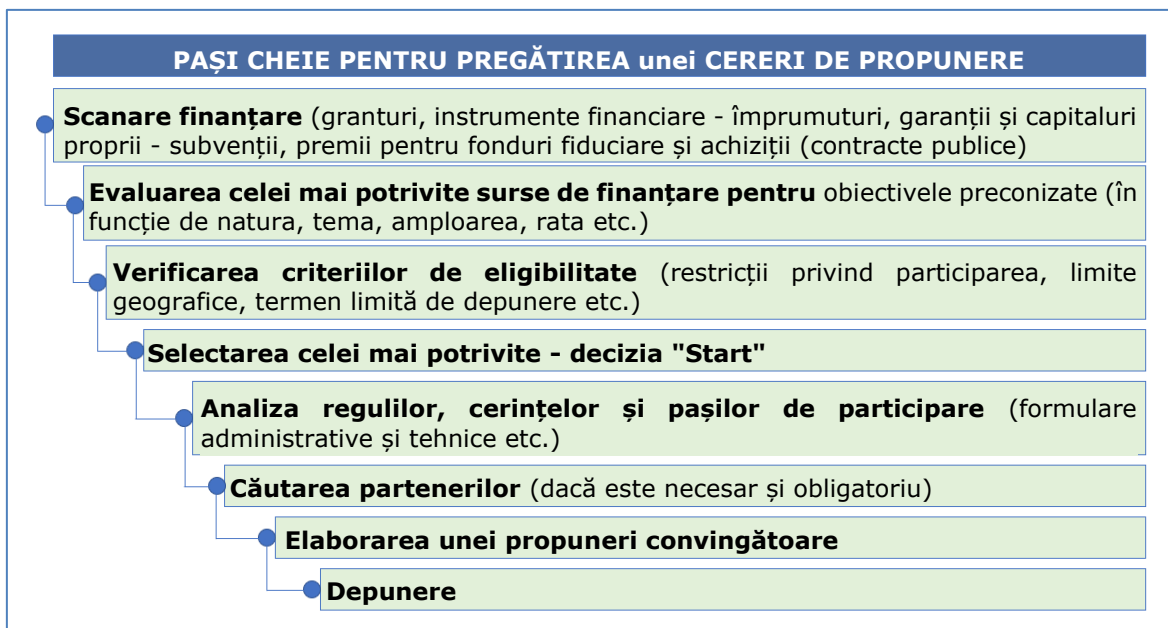 PAȘI CHEIE PENTRU PREGĂTIREA unei CERERI DE PROPUNERE
Scanare finanțare (granturi, instrumente financiare - împrumuturi, garanții și capitaluri
proprii - subvenții, premii pentru fonduri fiduciare și achiziții (contracte publice)
Evaluarea celei mai potrivite surse de finanțare pentru obiectivele preconizate (în
funcție de natura, tema, amploarea, rata etc.)
Verificarea criteriilor de eligibilitate (restricții privind participarea, limite
geografice, termen limită de depunere etc.)
Selectarea celei mai potrivite - decizia "Start"
Analiza regulilor, cerințelor și pașilor de participare (formulare
administrative și tehnice etc.)
Căutarea partenerilor (dacă este necesar și obligatoriu)
Elaborarea unei propuneri convingătoare
Depunere